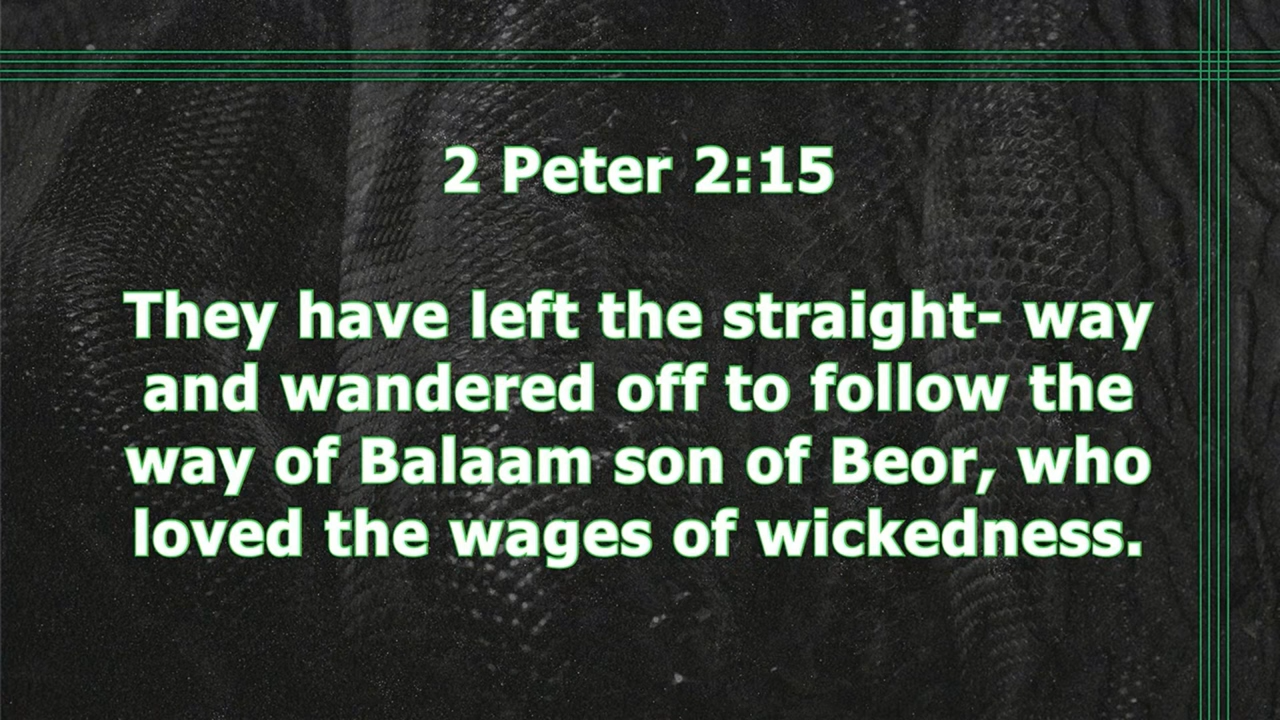 2 Peter 2:15
They have left the straight- way
and wandered off to follow the
way of Balaam son of Beor, who
loved the wages of wickedness.